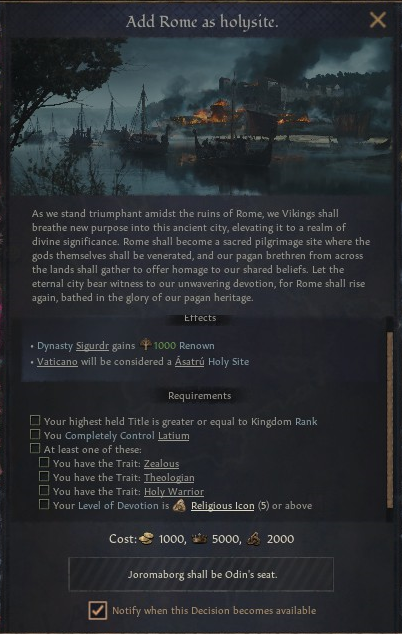 Add Rome as holysite.
As we stand triumphant amidst the ruins of Rome, we Vikings shall
breathe new purpose into this ancient city, elevating it to a realm of
divine significance. Rome shall become a sacred pilgrimage site where the
gods themselves shall be venerated, and our pagan brethren from across
the lands shall gather to offer homage to our shared beliefs. Let the
eternal city bear witness to our unwavering devotion, for Rome shall rise
again, bathed in the glory of our pagan heritage.
Effects
• Dynasty Sigurdr gains 1000 Renown
• Vaticano will be considered a Ásatrú Holy Site
Requirements
Your highest held Title is greater or equal to Kingdom Rank
You Completely Control Latium
At least one of these:
You have the Trait: Zealous
You have the Trait: Theologian
You have the Trait: Holy Warrior
Your Level of Devotion is Religious Icon (5) or above
Cost: 1000, 5000, 2000
Joromaborg shall be Odin's seat.
Notify when this Decision becomes available